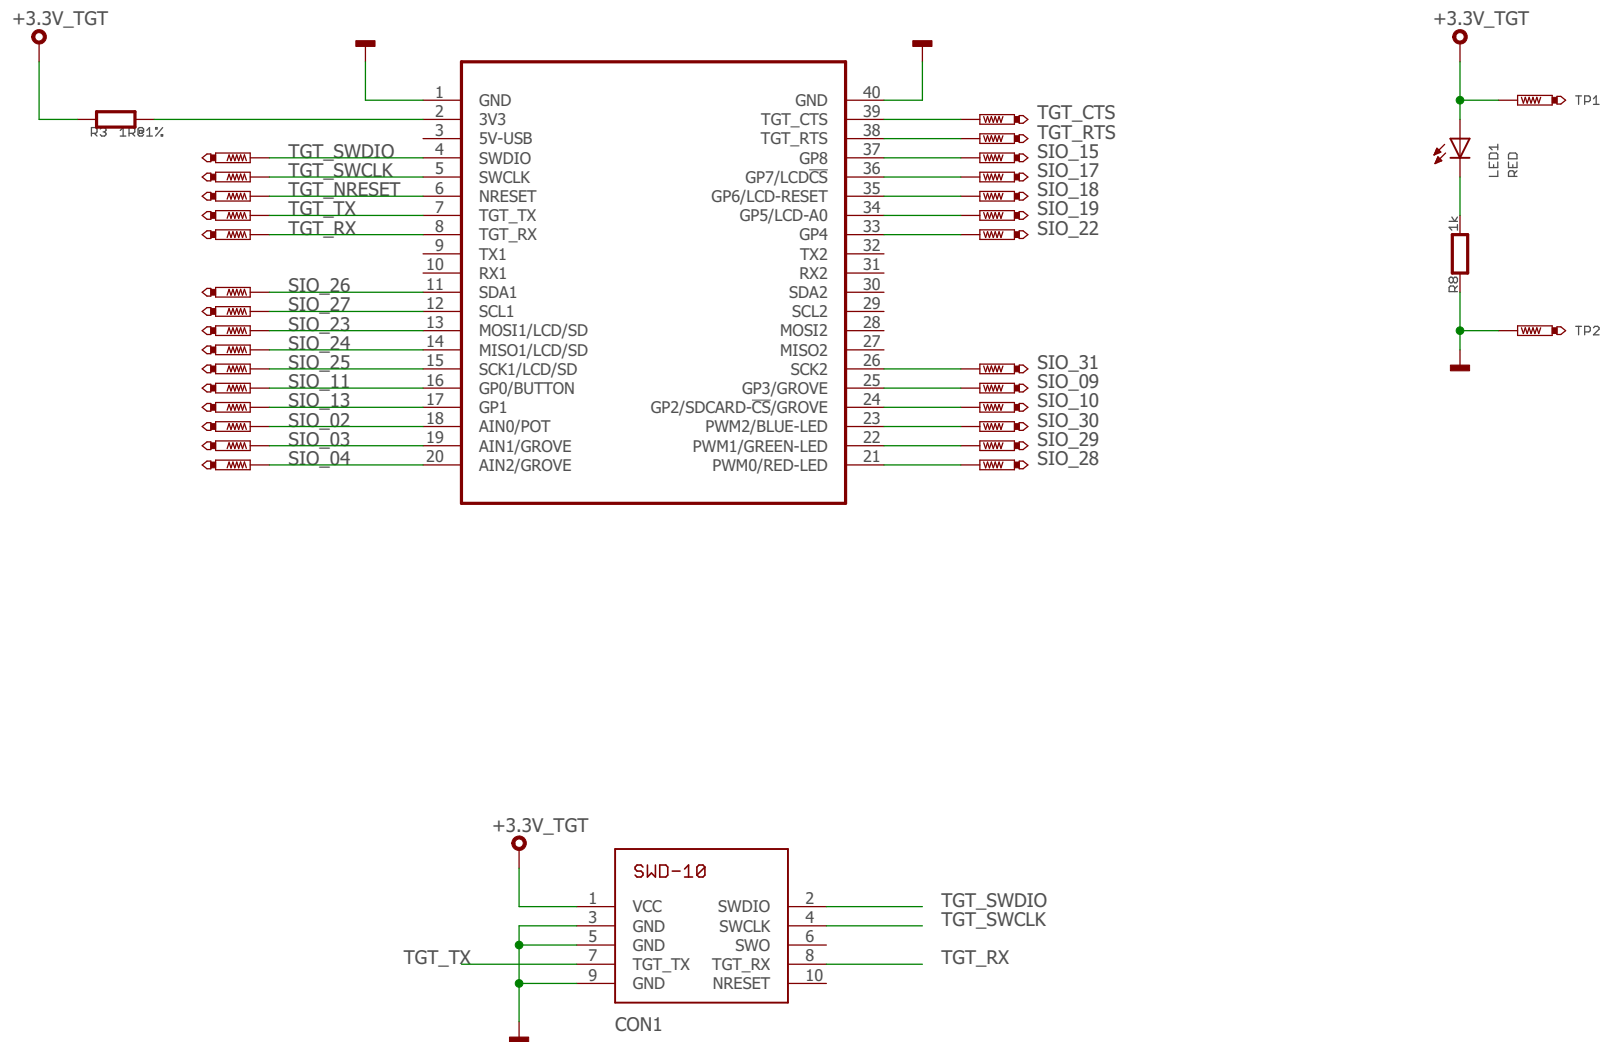 +3.3V_TGT
+3.3V_TGT
1 GND
2 3V3
3 5V-USB
TGT_SWDIO 4 SWDIO
TGT_SWCLK 5 SWCLK
TGT_NRESET 6 NRESET
TGT_TX 7 TGT_TX
TGT_RX 8 TGT_RX
9 TX1
10 RX1
SIO_26 11 SDA1
SIO_27 12 SCL1
SIO_23 13 MOSI1/LCD/SD
SIO_24 14 MISO1/LCD/SD
SIO_25 15 SCK1/LCD/SD
SIO_11 16 GP0/BUTTON
SIO_13 17 GP1
SIO_02 18 AIN0/POT
SIO_03 19 AIN1/GROVE
SIO_04 20 AIN2/GROVE
R3 1R01%
GND 40
TGT_CTS 39 TGT_CTS
TGT_RTS 38 TGT_RTS
GP8 37 SIO_15
GP7/LCDCS 36 SIO_17
GP6/LCD-RESET 35 SIO_18
GP5/LCD-A0 34 SIO_19
GP4 33 SIO_22
TX2 32
RX2 31
SDA2 30
SCL2 29
MOSI2 28
MISO2 27
SCK2 26 SIO_31
GP3/GROVE 25 SIO_09
GP2/SDCARD-CS/GROVE 24 SIO_10
PWM2/BLUE-LED 23 SIO_30
PWM1/GREEN-LED 22 SIO_29
PWM0/RED-LED 21 SIO_28
TP1
LED1
RED
1k
R8
TP2
+3.3V_TGT
SWD-10
1 VCC SWDIO 2 TGT_SWDIO
3 GND SWCLK 4 TGT_SWCLK
5 GND SWO 6
TGT_TX 7 TGT_TX TGT_RX 8 TGT_RX
9 GND NRESET 10
CON1